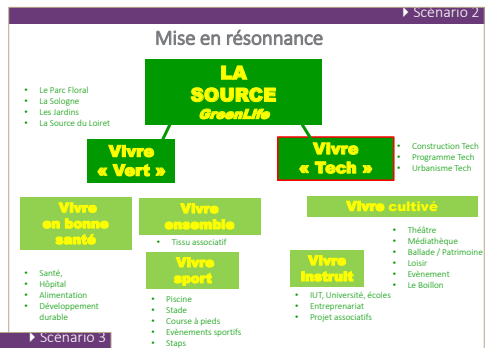 Scénario 2
Mise en résonnance
LA
SOURCE
GreenLife
• Le Parc Floral
• La Sologne
• Les Jardins
• La Source du Loiret
Vivre
« Vert »
Vivre
« Tech »
• Construction Tech
• Programme Tech
• Urbanisme Tech
Vivre
en bonne
santé
Vivre
ensemble
• Tissu associatif
Vivre cultivé
• Théâtre
• Médiathèque
• Ballade / Patrimoine
• Loisir
• Evènement
• Le Boillon
Vivre
sport
Vivre
instruit
• Santé,
• Hôpital
• Alimentation
• Développement
durable
• Piscine
• Stade
• Course à pieds
• Evènements sportifs
• Staps
• IUT, Université, écoles
• Entreprenariat
• Projet associatifs
Scénario 3